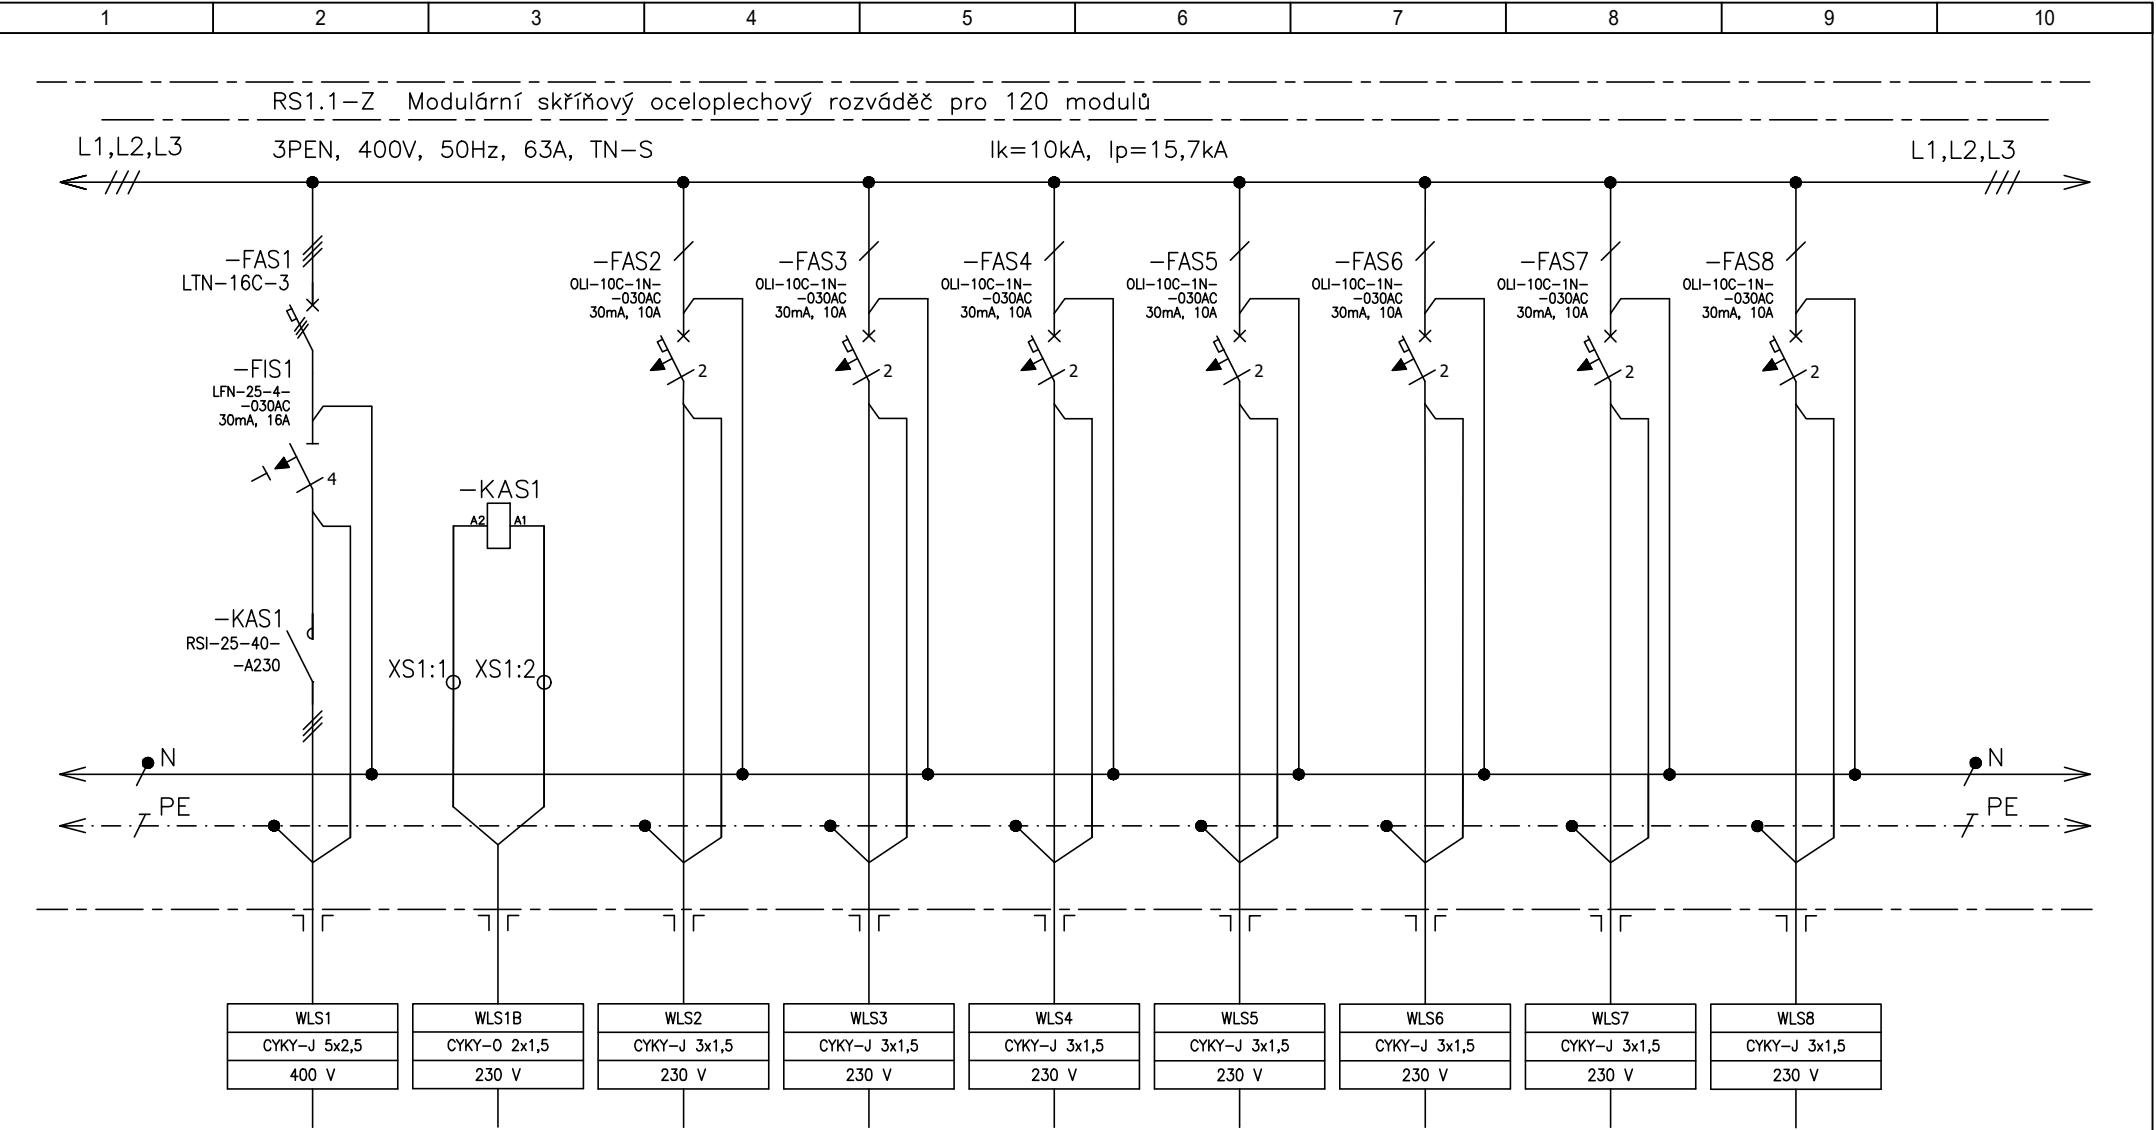 1 2 3 4 5 6 7 8 9 10
RS1.1-Z Modulární skříňový oceloplechový rozváděč pro 120 modulů
L1,L2,L3 3PEN, 400V, 50Hz, 63A, TN-S Ik=10kA, Ip=15,7kA L1,L2,L3
-FAS1
LTN-16C-3
-FIS1
LFN-25-4-
-030AC
30mA, 16A
4
-KAS1
RSI-25-40-
-A230
-KAS1
A2 A1
XS1:1 XS1:2
-FAS2
OLI-10C-1N-
-030AC
30mA, 10A
2
-FAS3
OLI-10C-1N-
-030AC
30mA, 10A
2
-FAS4
OLI-10C-1N-
-030AC
30mA, 10A
2
-FAS5
OLI-10C-1N-
-030AC
30mA, 10A
2
-FAS6
OLI-10C-1N-
-030AC
30mA, 10A
2
-FAS7
OLI-10C-1N-
-030AC
30mA, 10A
2
-FAS8
OLI-10C-1N-
-030AC
30mA, 10A
2
N N
PE PE
WLS1 WLS1B WLS2 WLS3 WLS4 WLS5 WLS6 WLS7 WLS8
CYKY-J 5x2,5 CYKY-O 2x1,5 CYKY-J 3x1,5 CYKY-J 3x1,5 CYKY-J 3x1,5 CYKY-J 3x1,5 CYKY-J 3x1,5 CYKY-J 3x1,5 CYKY-J 3x1,5
400 V 230 V 230 V 230 V 230 V 230 V 230 V 230 V 230 V